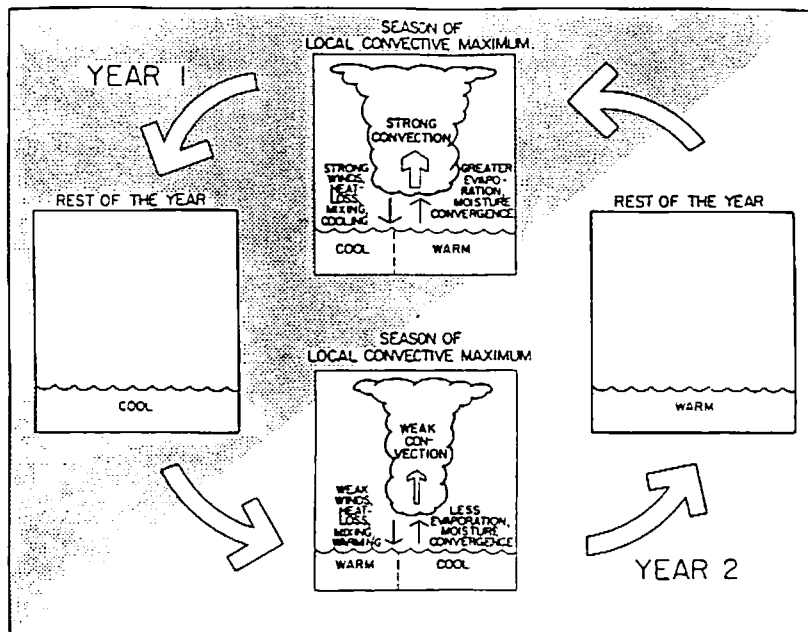 SEASON OF
LOCAL CONVECTIVE MAXIMUM
YEAR 1
STRONG
CONVECTION
STRONG
WINDS,
HEAT-
LOSS,
MIXING,
COOLING
GREATER
EVAPO-
RATION,
MOISTURE
CONVERGENCE
COOL
WARM
REST OF THE YEAR
COOL
REST OF THE YEAR
WARM
SEASON OF
LOCAL CONVECTIVE MAXIMUM
WEAK
CON-
VECTION
WEAK
WINDS,
HEAT-
LOSS,
MIXING
WARMING
LESS
EVAPORATION,
MOISTURE
CONVERGENCE
WARM
COOL
YEAR 2